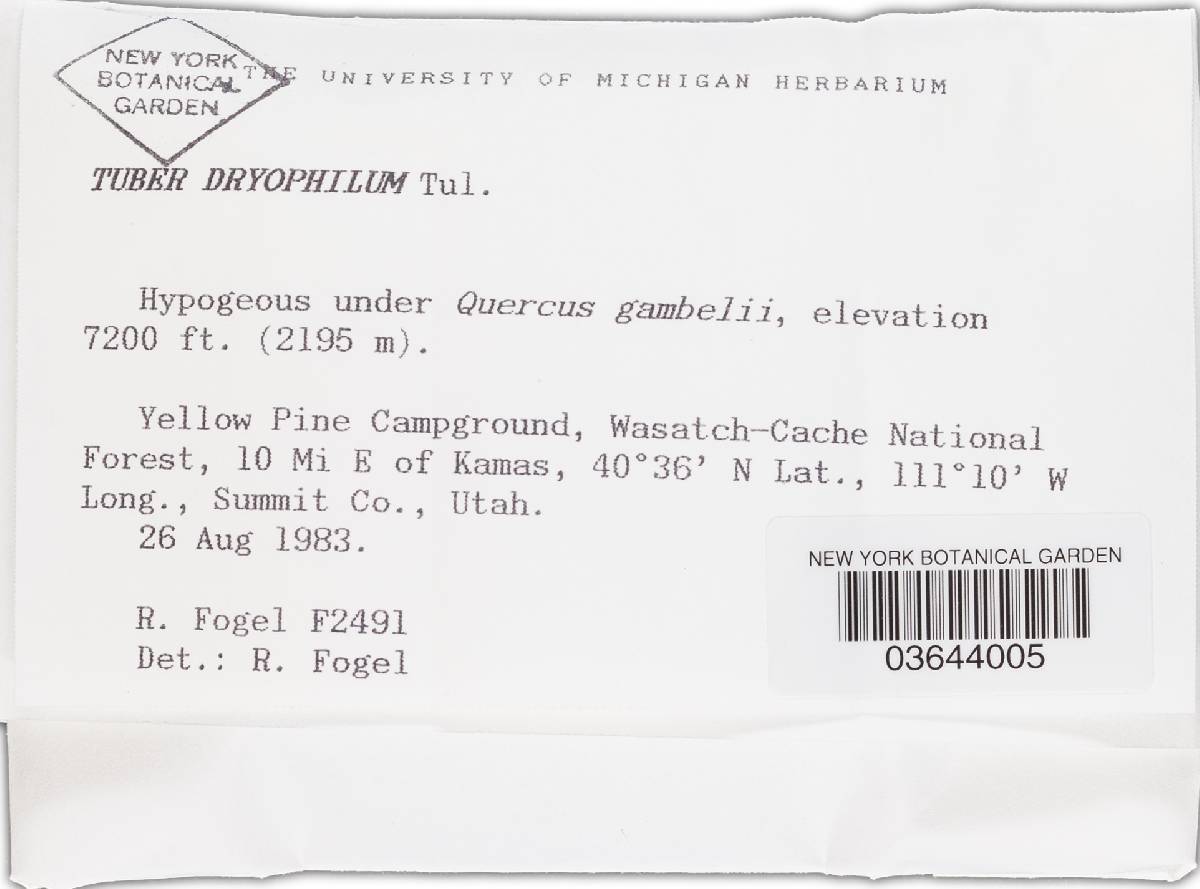 NEW YORK
BOTANICAL
GARDEN
THE UNIVERSITY OF MICHIGAN HERBARIUM
TUBER DRYOPHILUM Tul.
Hypogeous under Quercus gambelii, elevation
7200 ft. (2195 m).
Yellow Pine Campground, Wasatch-Cache National
Forest, 10 Mi E of Kamas, 40°36' N Lat., 111°10' W
Long., Summit Co., Utah.
26 Aug 1983.
R. Fogel F2491
Det.: R. Fogel
NEW YORK BOTANICAL GARDEN
03644005